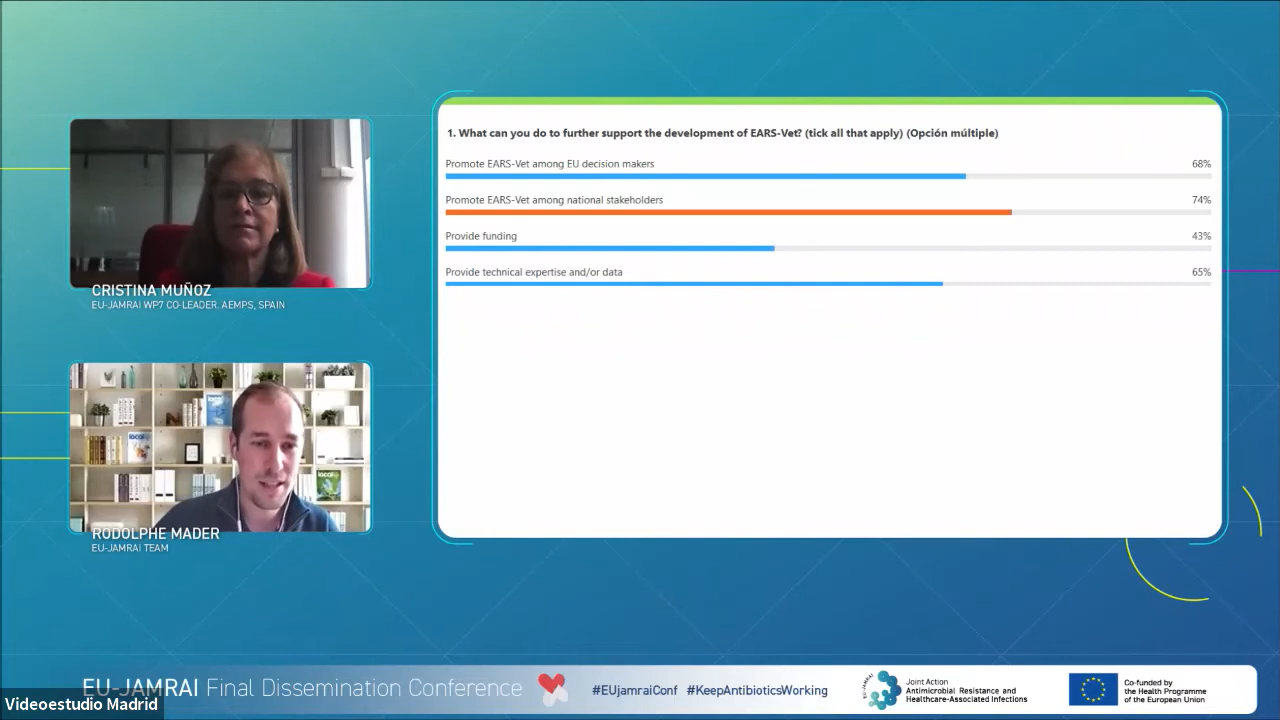 1. What can you do to further support the development of EARS-Vet? (tick all that apply) (Opción múltiple)
Promote EARS-Vet among EU decision makers 68%
Promote EARS-Vet among national stakeholders 74%
Provide funding 43%
Provide technical expertise and/or data 65%
CRISTINA MUÑOZ
EU-JAMRAI WP7 CO-LEADER. AEMPS, SPAIN
local
local
RODOLPHE MADER
EU-JAMRAI TEAM
EU-JAMRAI Final Dissemination Conference
#EUjamraiConf #KeepAntibioticsWorking
EU-JAMRAI
Joint Action
Antimicrobial Resistance and
Healthcare-Associated Infections
Co-funded by
the Health Programme
of the European Union
Videoestudio Madrid